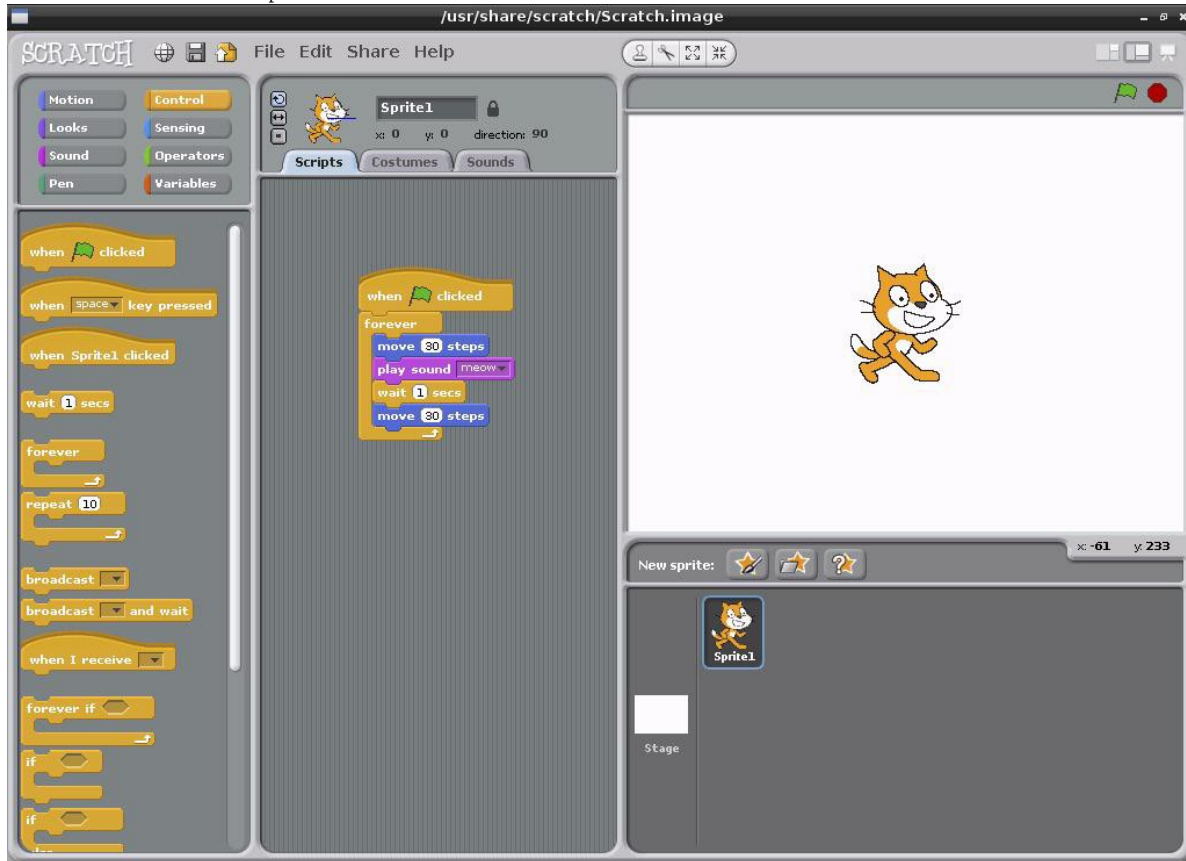 /usr/share/scratch/Scratch.image
SCRATCH File Edit Share Help
Motion Control
Looks Sensing
Sound Operators
Pen Variables
when clicked
when space key pressed
when Sprite1 clicked
wait 1 secs
forever
repeat 10
broadcast
broadcast and wait
when I receive
forever if
if
if
Sprite1
x: 0 y: 0 direction: 90
Scripts Costumes Sounds
when clicked
forever
move 30 steps
play sound meow
wait 1 secs
move 30 steps
x: -61 y: 233
New sprite:
Sprite1
Stage